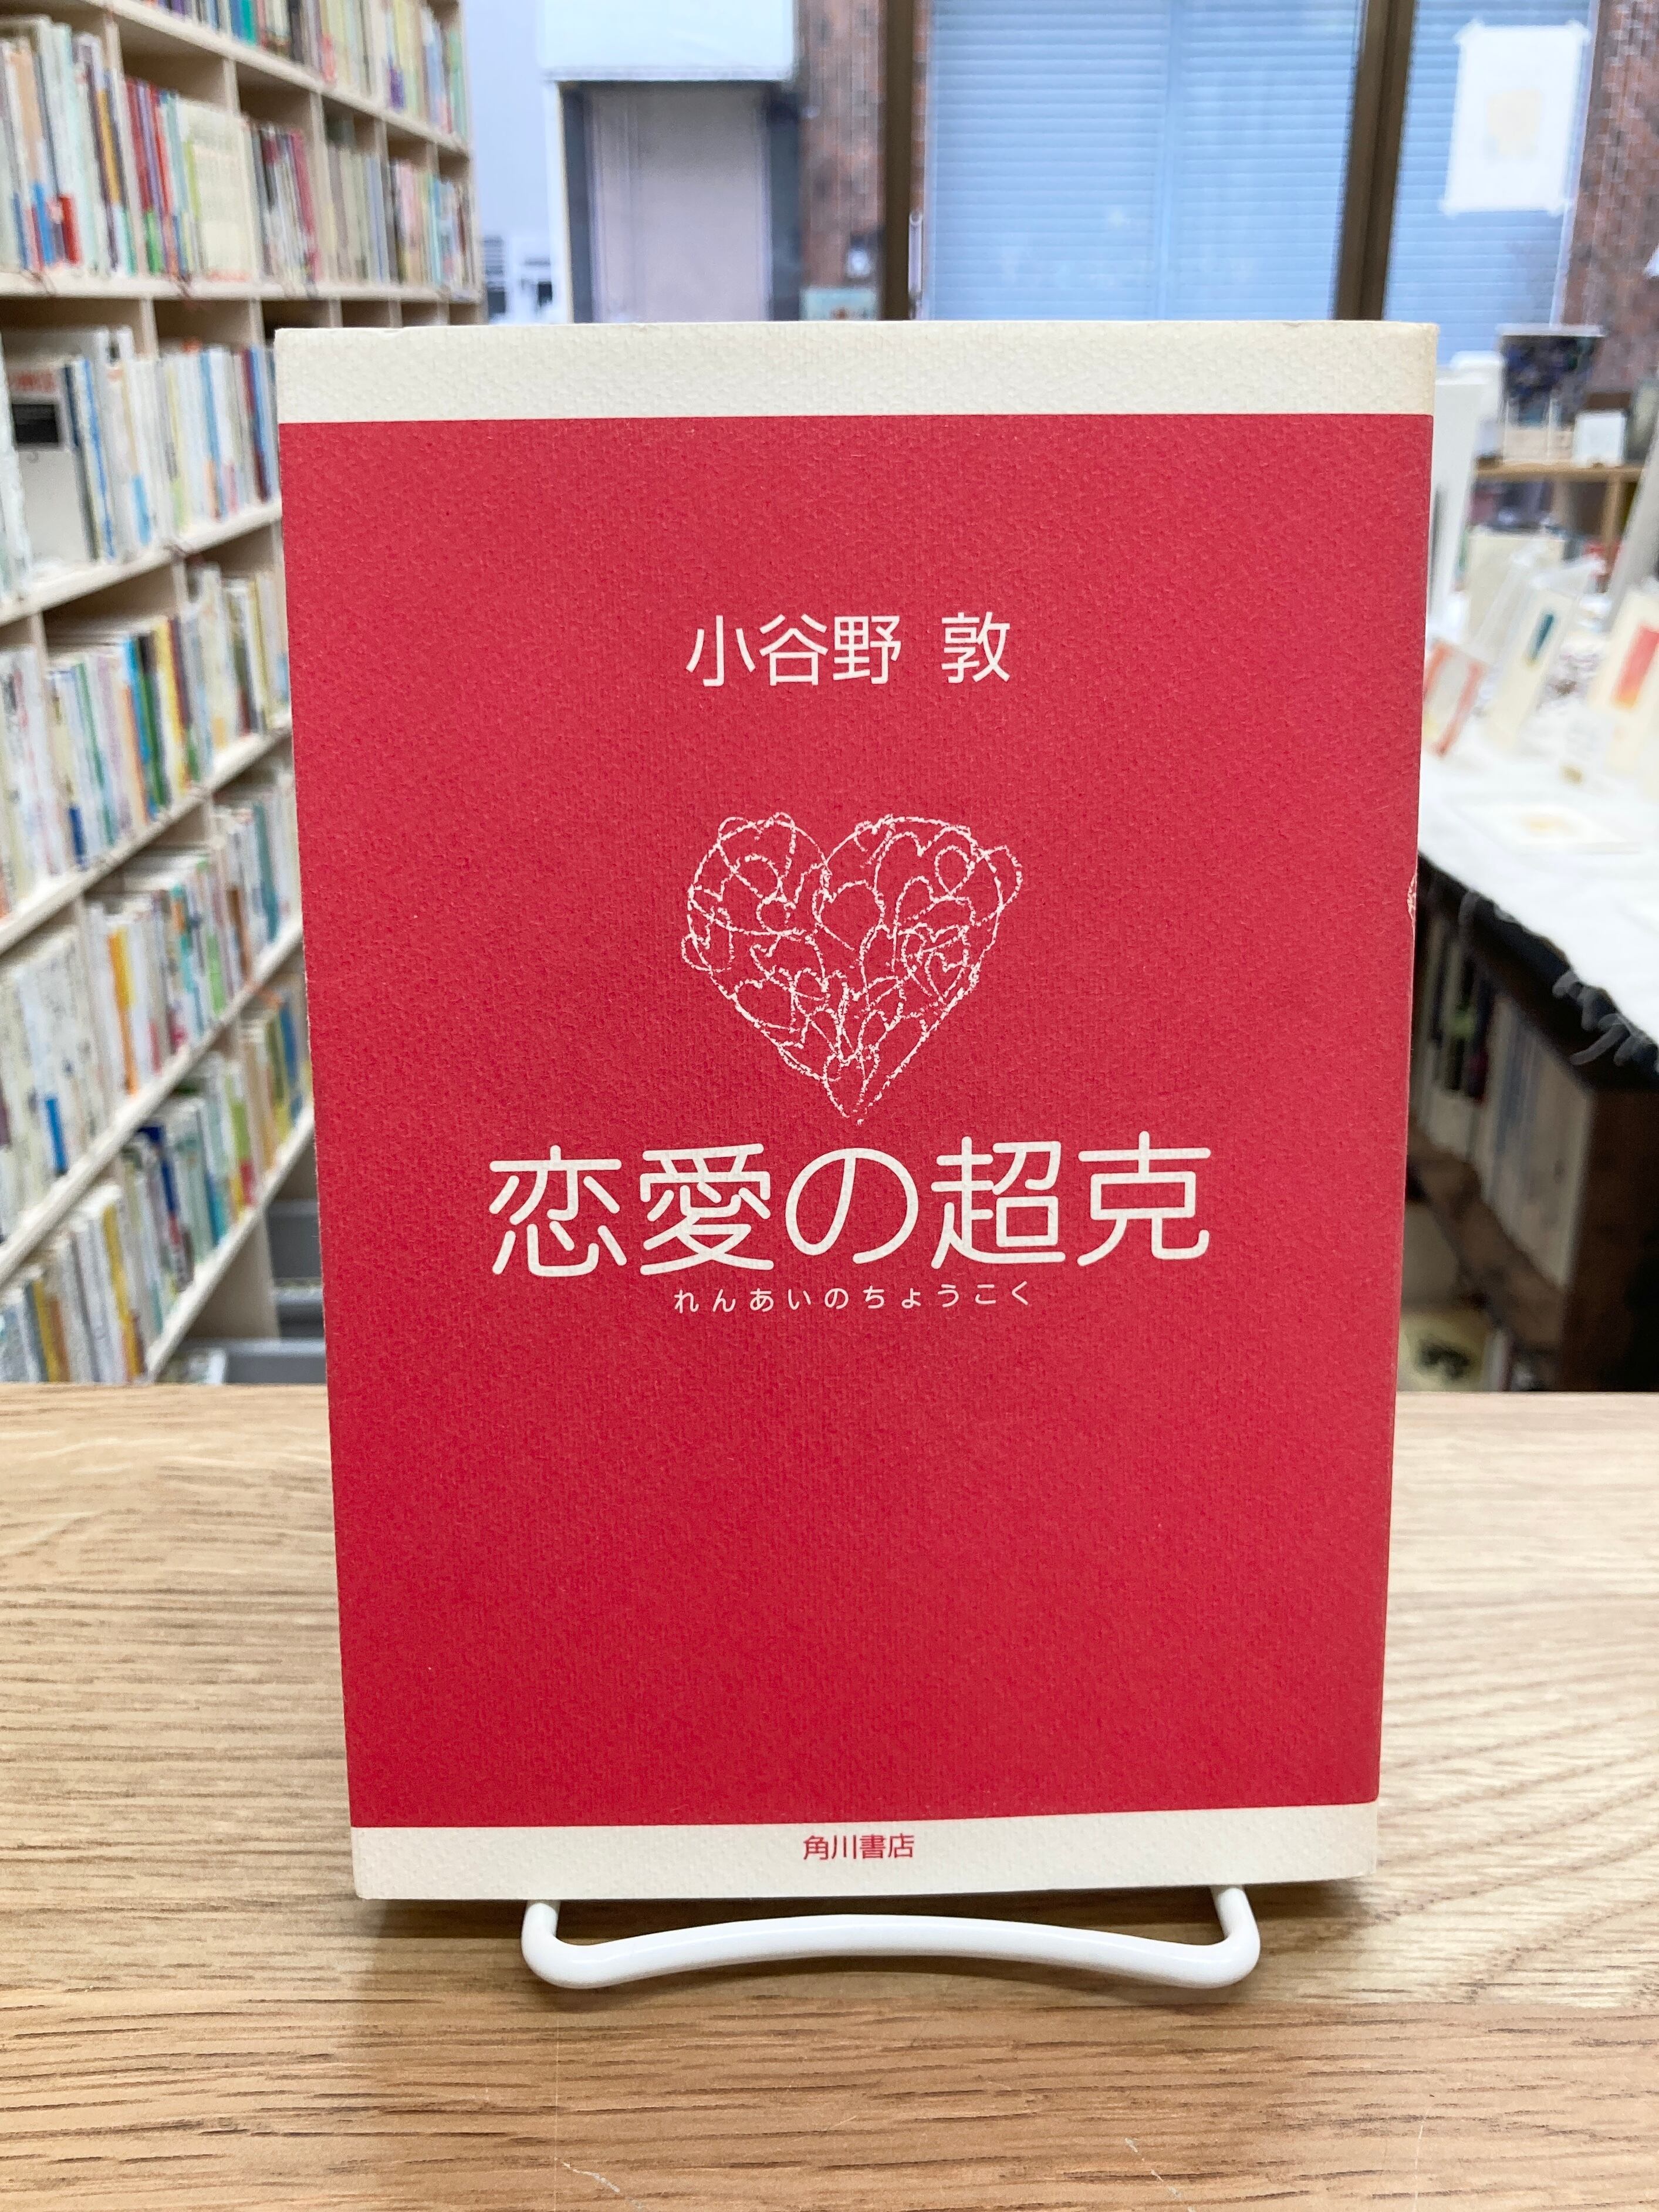 小谷野 敦
恋愛の超克
れんあいのちょうこく
角川書店